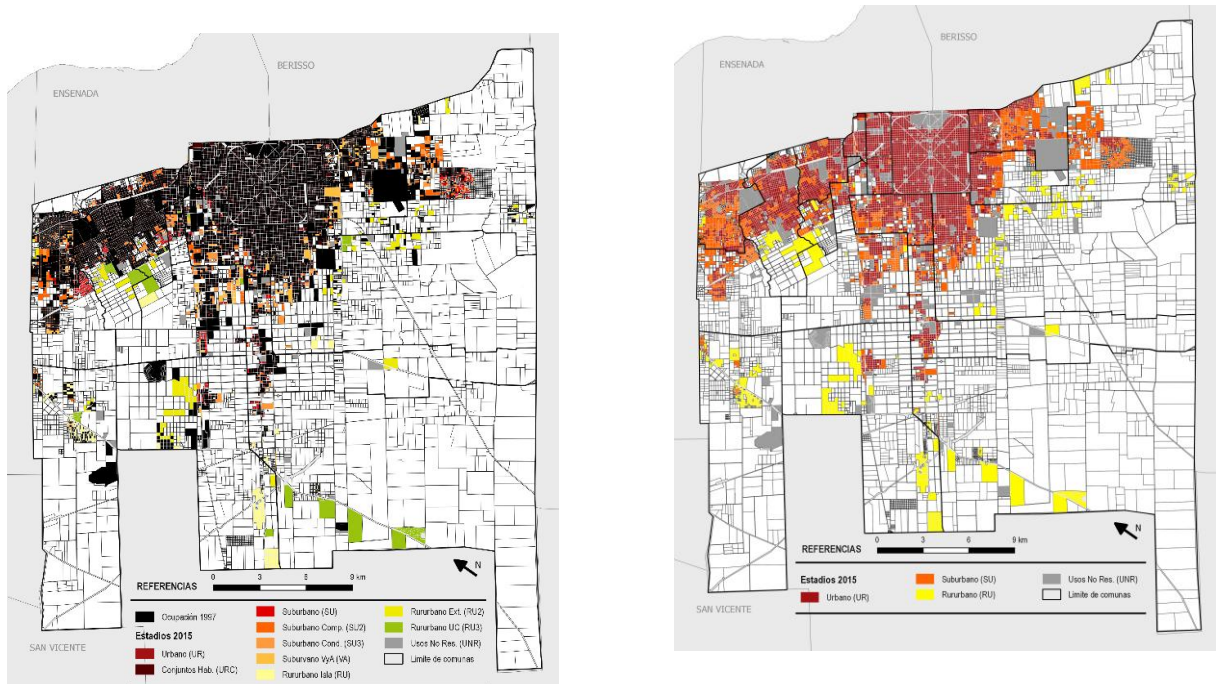 BERISSO
ENSENADA
N
0 3 5 9 km
REFERENCIAS
Ocupación 1997
Estadios 2015
Urbano (UR)
Conjuntos Hab. (URC)
Suburbano (SU)
Suburbano Comp. (SU2)
Suburbano Cond. (SU3)
Suburvano VyA (VA)
Rururbano Isla (RU)
Rururbano Ext. (RU2)
Rururbano UC (RU3)
Usos No Res. (UNR)
Limite de comunas
SAN VICENTE
BERISSO
ENSENADA
N
0 3 6 9 km
REFERENCIAS
Estadios 2015
Urbano (UR)
Suburbano (SU)
Rururbano (RU)
Usos No Res. (UNR)
Limite de comunas
SAN VICENTE